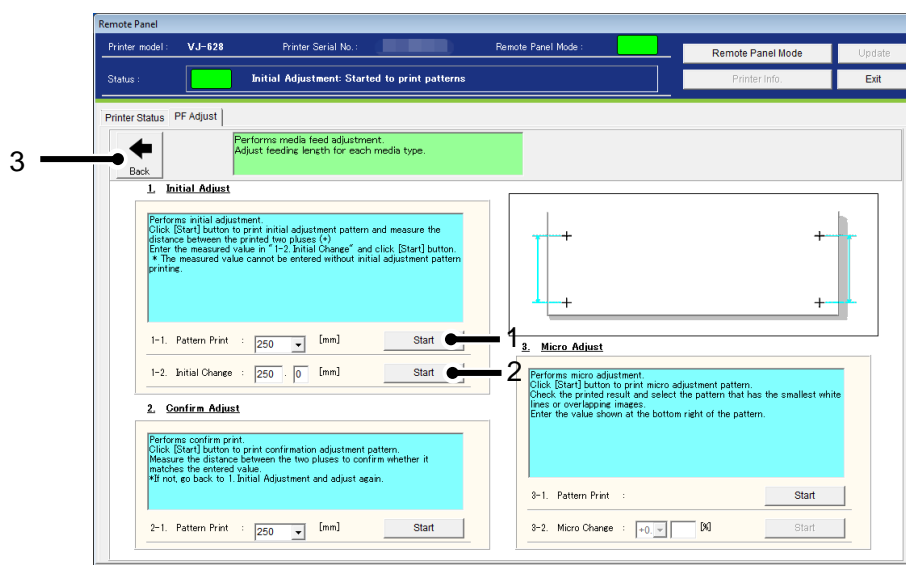 Remote Panel
Printer model : VJ-628 Printer Serial No. : Remote Panel Mode :
Remote Panel Mode Update
Status : Initial Adjustment: Started to print patterns
Printer Info. Exit
Printer Status PF Adjust
Back
Performs media feed adjustment.
Adjust feeding length for each media type.
3
1. Initial Adjust
Performs initial adjustment.
Click [Start] button to print initial adjustment pattern and measure the
distance between the printed two pluses (+)
Enter the measured value in "1-2. Initial Change" and click [Start] button.
* The measured value cannot be entered without initial adjustment pattern
printing.
1-1. Pattern Print : 250 [mm] Start
1
1-2. Initial Change : 250 . 0 [mm] Start
2
2. Confirm Adjust
Performs confirm print.
Click [Start] button to print confirmation adjustment pattern.
Measure the distance between the two pluses to confirm whether it
matches the entered value.
*If not, go back to 1. Initial Adjustment and adjust again.
2-1. Pattern Print : 250 [mm] Start
3. Micro Adjust
Performs micro adjustment.
Click [Start] button to print micro adjustment pattern.
Check the printed result and select the pattern that has the smallest white
lines or overlapping images.
Enter the value shown at the bottom right of the pattern.
3-1. Pattern Print : Start
3-2. Micro Change : +0 [%] Start